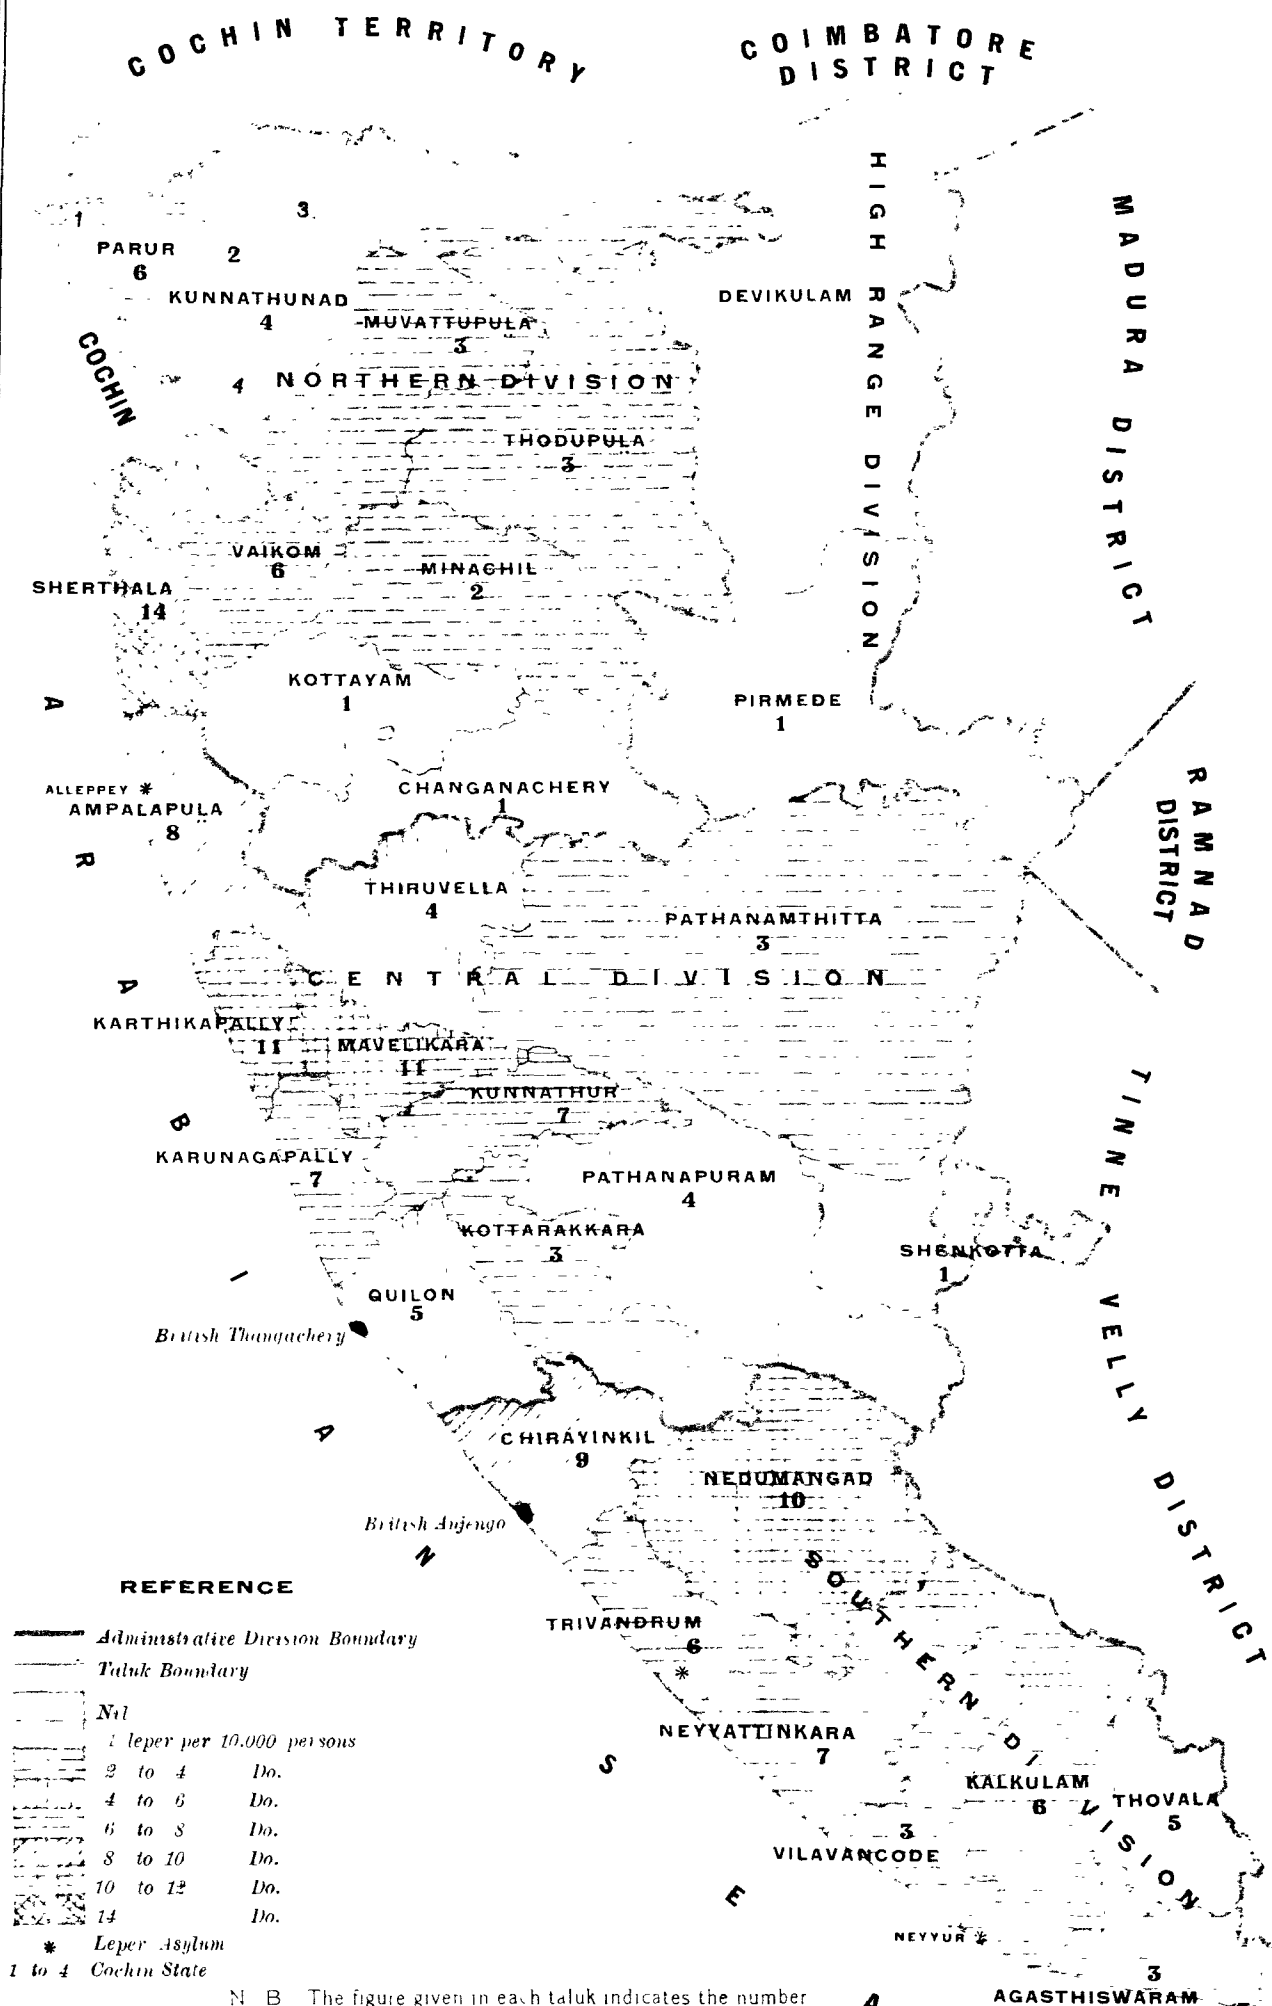 COCHIN TERRITORY
COIMBATORE
DISTRICT
HIGH RANGE DIVISION
MADURA DISTRICT
1
3
PARUR
6
2
KUNNATHUNAD
4
DEVIKULAM
MUVATTUPULA
3
COCHIN
4
NORTHERN DIVISION
THODUPULA
3
VAIKOM
6
MINACHIL
2
SHERTHALA
14
KOTTAYAM
1
PIRMEDE
1
RAMNAD
DISTRICT
ALLEPPEY *
AMPALAPULA
8
CHANGANACHERY
1
THIRUVELLA
4
PATHANAMTHITTA
3
CENTRAL DIVISION
KARTHIKAPALLY
11
MAVELIKARA
11
KUNNATHUR
7
KARUNAGAPALLY
7
PATHANAPURAM
4
KOTTARAKKARA
3
SHENKOTTA
1
QUILON
5
British Thangachery
TINNEVELLY DISTRICT
ARABIAN SEA
CHIRAYINKIL
9
NEDUMANGAD
10
British Anjengo
SOUTHERN DIVISION
TRIVANDRUM
6
*
NEYYATTINKARA
7
KALKULAM
6
THOVALA
5
3
VILAVANCODE
NEYYUR *
3
AGASTHISWARAM
REFERENCE
Administrative Division Boundary
Taluk Boundary
Nil
1 leper per 10.000 persons
2 to 4 Do.
4 to 6 Do.
6 to 8 Do.
8 to 10 Do.
10 to 12 Do.
14 Do.
* Leper Asylum
1 to 4 Cochin State
N B The figure given in each taluk indicates the number